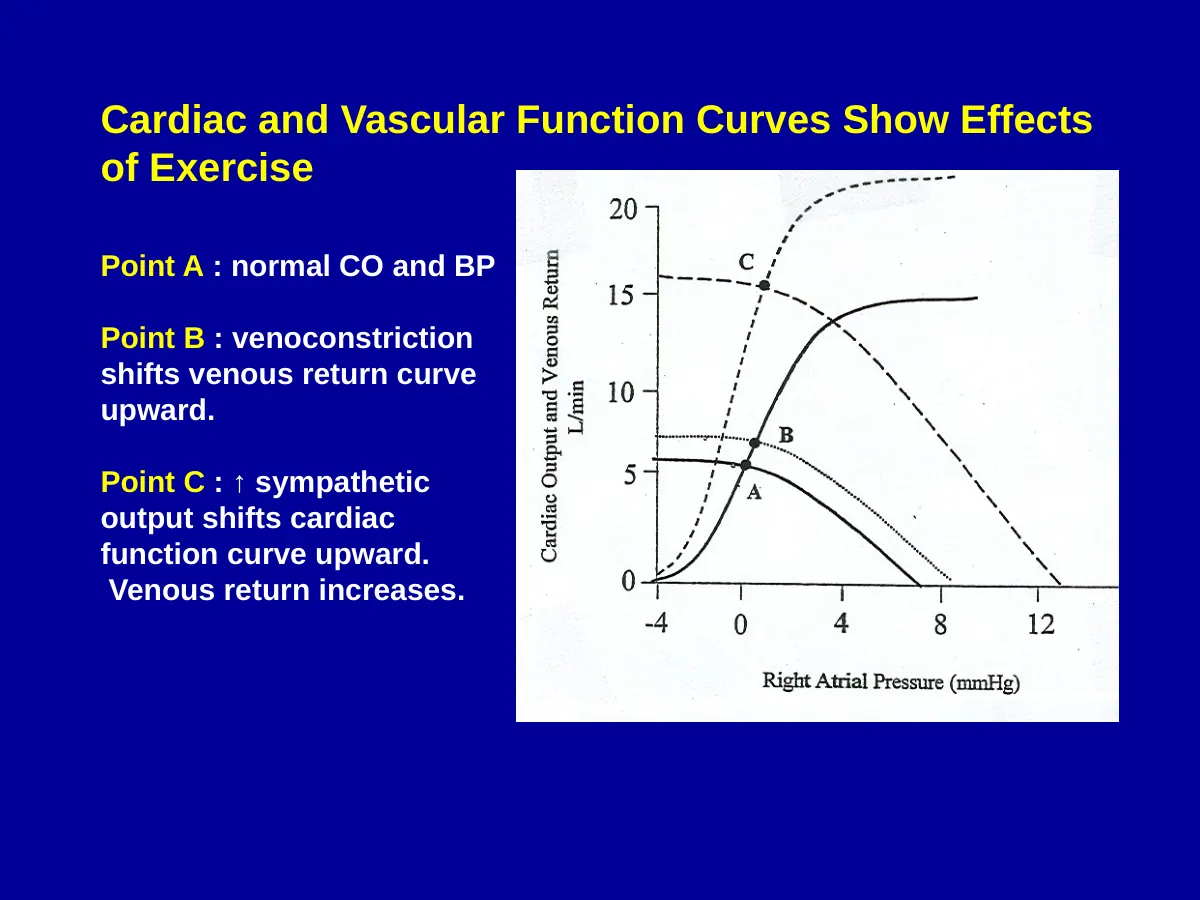 Cardiac and Vascular Function Curves Show Effects
of Exercise
Point A : normal CO and BP
Point B : venoconstriction
shifts venous return curve
upward.
Point C : ↑ sympathetic
output shifts cardiac
function curve upward.
Venous return increases.
Cardiac Output and Venous Return
L/min
20
15
10
5
0
C
B
A
-4 0 4 8 12
Right Atrial Pressure (mmHg)